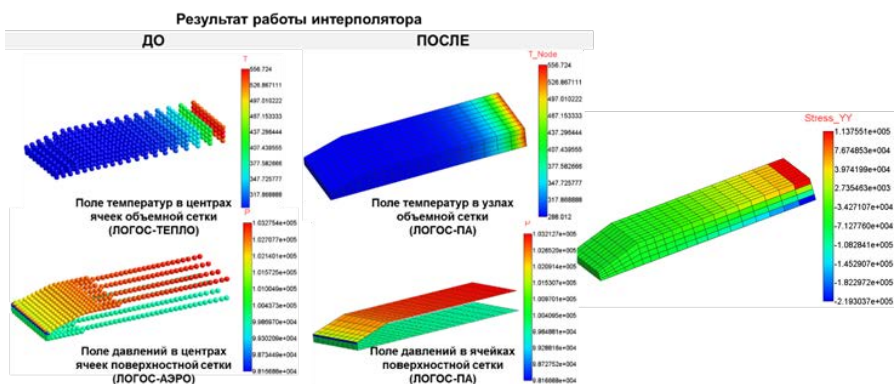 Результат работы интерполятора
ДО
ПОСЛЕ
T
556.724
526.867111
497.010222
467.153333
437.296444
407.439555
377.582666
347.725777
317.868888
Поле температур в центрах
ячеек объемной сетки
(ЛОГОС-ТЕПЛО)
T_Node
556.724
526.867111
497.010222
467.153333
437.296444
407.439555
377.582666
347.725777
317.868888
288.012
Поле температур в узлах
объемной сетки
(ЛОГОС-ПА)
P
1.032754e+005
1.027077e+005
1.021401e+005
1.015725e+005
1.010049e+005
1.004373e+005
9.986970e+004
9.930209e+004
9.873449e+004
9.816688e+004
Поле давлений в центрах
ячеек поверхностной сетки
(ЛОГОС-АЭРО)
1.032127e+005
1.026520e+005
1.020914e+005
1.015307e+005
1.009701e+005
1.004095e+005
9.984881e+004
9.928816e+004
9.872752e+004
9.816688e+004
Поле давлений в ячейках
поверхностной сетки
(ЛОГОС-ПА)
Stress_YY
1.137551e+005
7.674853e+004
3.974199e+004
2.735463e+003
-3.427107e+004
-7.127760e+004
-1.082841e+005
-1.452907e+005
-1.822972e+005
-2.193037e+005